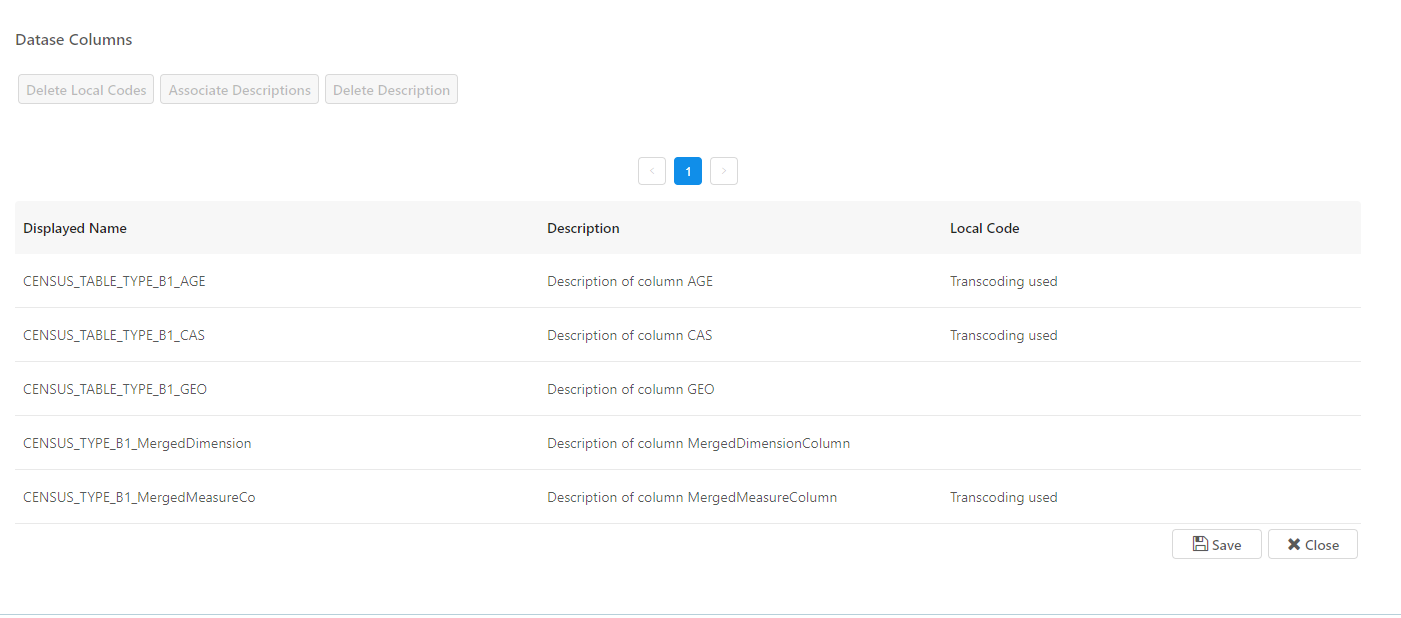 Datase Columns
Delete Local Codes Associate Descriptions Delete Description
< 1 >
Displayed Name Description Local Code
CENSUS_TABLE_TYPE_B1_AGE Description of column AGE Transcoding used
CENSUS_TABLE_TYPE_B1_CAS Description of column CAS Transcoding used
CENSUS_TABLE_TYPE_B1_GEO Description of column GEO
CENSUS_TYPE_B1_MergedDimension Description of column MergedDimensionColumn
CENSUS_TYPE_B1_MergedMeasureCo Description of column MergedMeasureColumn Transcoding used
Save Close